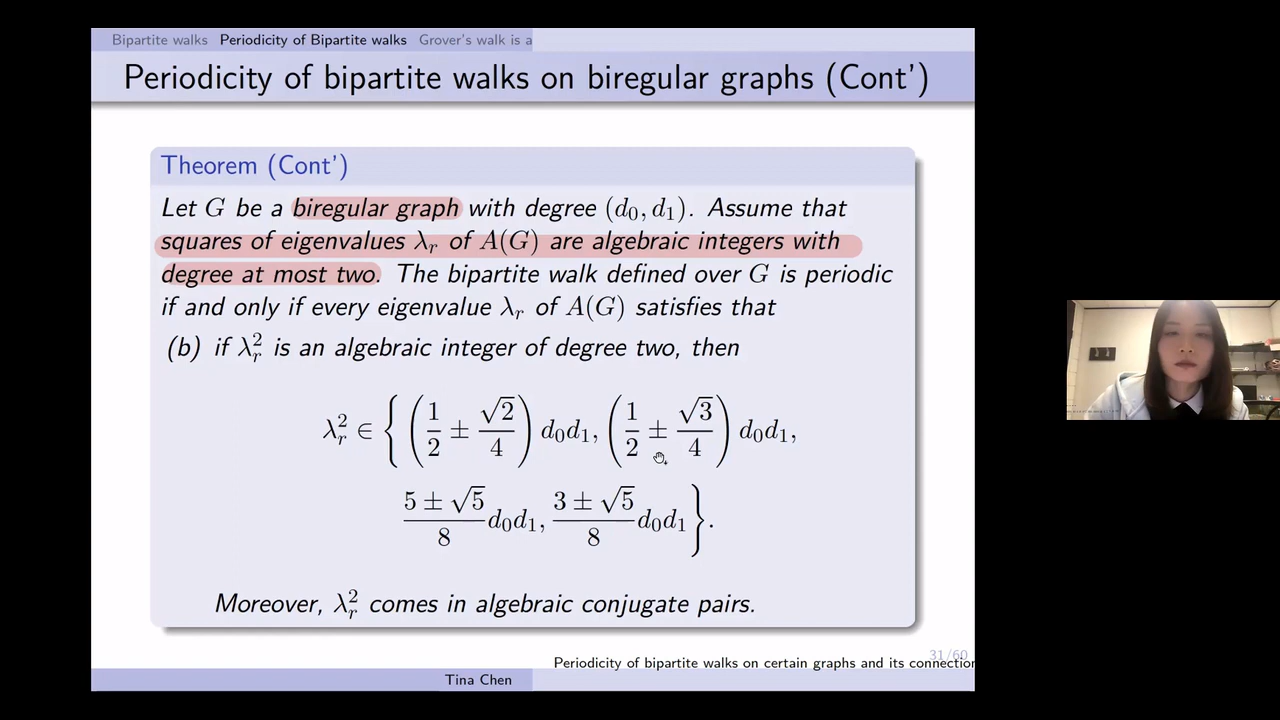 Bipartite walks Periodicity of Bipartite walks Grover's walk is a
Periodicity of bipartite walks on biregular graphs (Cont')
Theorem (Cont')
Let G be a biregular graph with degree (d₀, d₁). Assume that
squares of eigenvalues λᵣ of A(G) are algebraic integers with
degree at most two. The bipartite walk defined over G is periodic
if and only if every eigenvalue λᵣ of A(G) satisfies that
(b) if λᵣ² is an algebraic integer of degree two, then
λᵣ² ∈ { (1/2 ± √2/4) d₀d₁, (1/2 ± √3/4) d₀d₁,
(5 ± √5)/8 d₀d₁, (3 ± √5)/8 d₀d₁ }.
Moreover, λᵣ² comes in algebraic conjugate pairs.
31/60
Periodicity of bipartite walks on certain graphs and its connection
Tina Chen